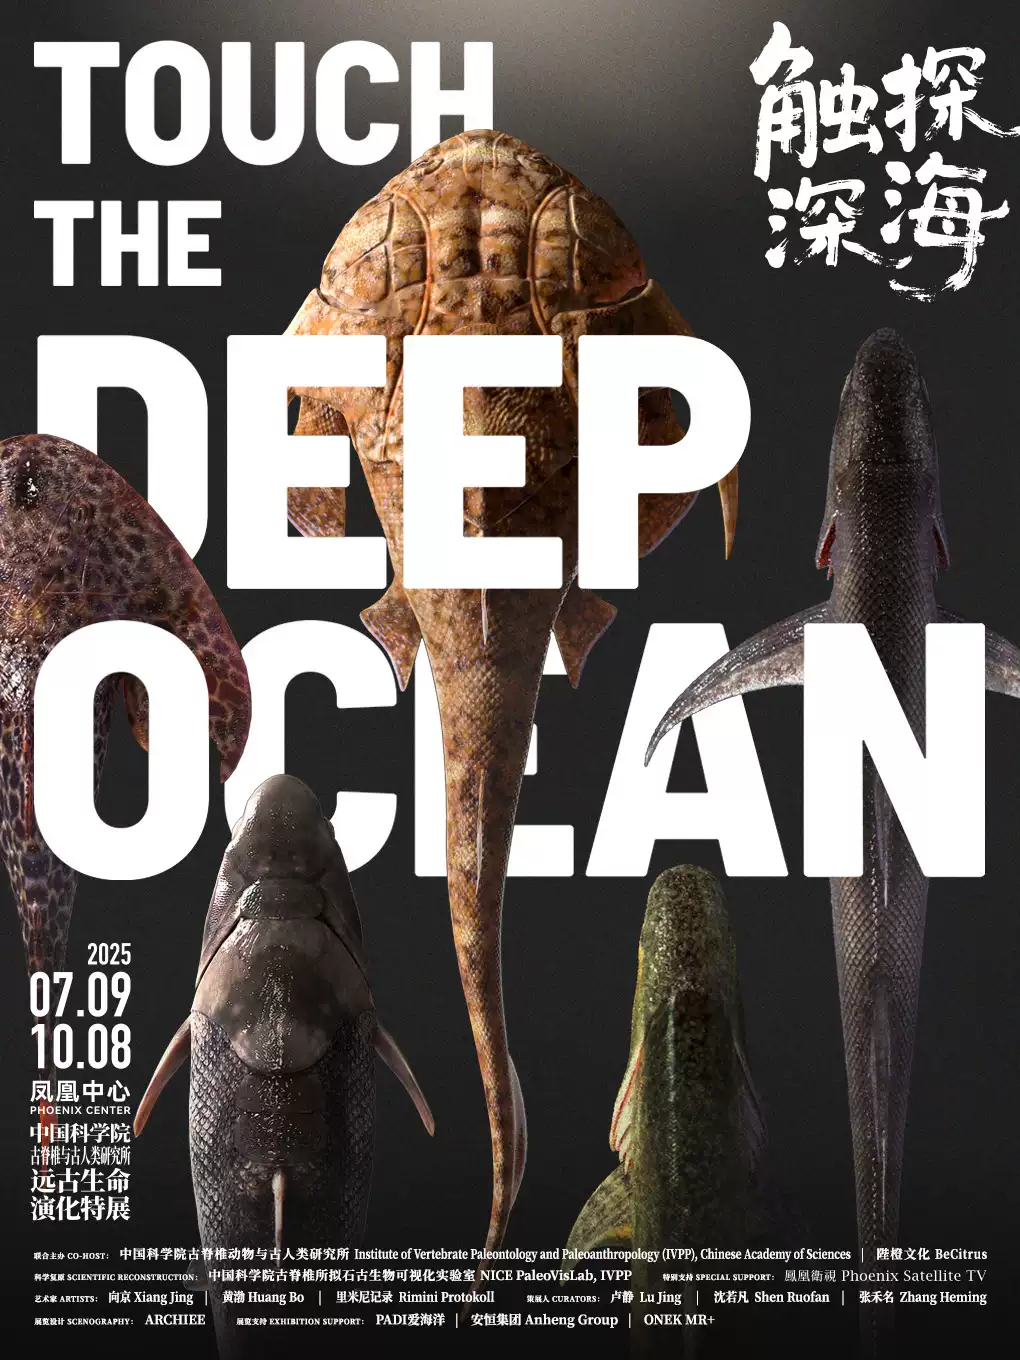 TOUCH
THE
DEEP
OCEAN
触探
深海
2025
07.09
10.08
凤凰中心
PHOENIX CENTER
中国科学院
古脊椎与古人类研究所
远古生命
演化特展
联合主办 CO-HOST: 中国科学院古脊椎动物与古人类研究所 Institute of Vertebrate Paleontology and Paleoanthropology (IVPP), Chinese Academy of Sciences | 陛橙文化 BeCitrus
科学复原 SCIENTIFIC RECONSTRUCTION: 中国科学院古脊椎所拟石古生物可视化实验室 NICE PaleoVisLab, IVPP 特别支持 SPECIAL SUPPORT: 鳳凰衛視 Phoenix Satellite TV
艺术家 ARTISTS: 向京 Xiang Jing | 黄渤 Huang Bo | 里米尼记录 Rimini Protokoll 策展人 CURATORS: 卢静 Lu Jing | 沈若凡 Shen Ruofan | 张禾名 Zhang Heming
展览设计 SCENOGRAPHY: ARCHIEE 展览支持 EXHIBITION SUPPORT: PADI爱海洋 | 安恒集团 Anheng Group | ONEK MR+